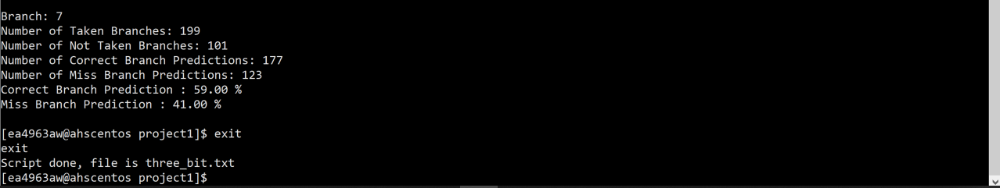 Branch: 7
Number of Taken Branches: 199
Number of Not Taken Branches: 101
Number of Correct Branch Predictions: 177
Number of Miss Branch Predictions: 123
Correct Branch Prediction : 59.00 %
Miss Branch Prediction : 41.00 %
[ea4963aw@ahscentos project1]$ exit
exit
Script done, file is three_bit.txt
[ea4963aw@ahscentos project1]$